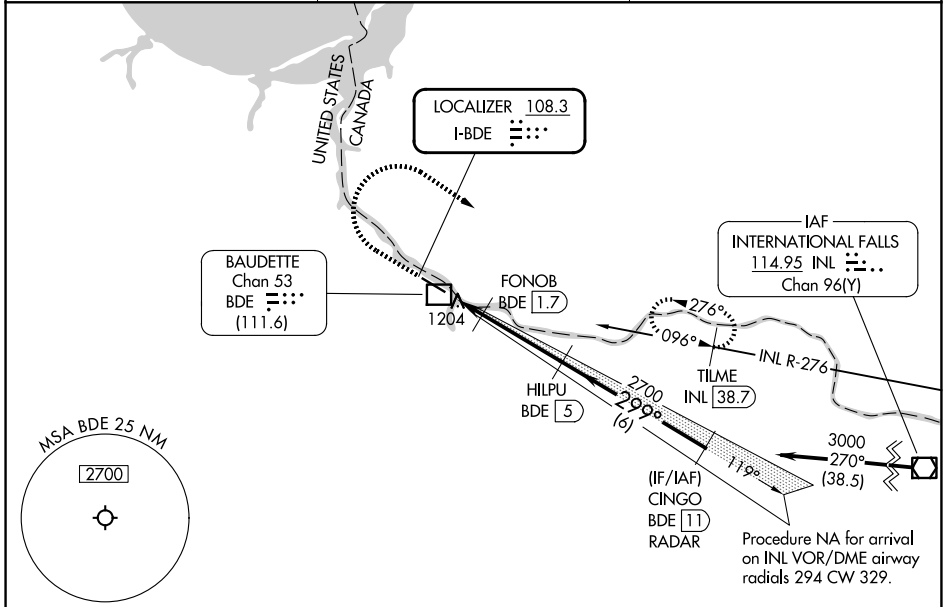 UNITED STATES
CANADA
LOCALIZER 108.3
I-BDE
IAF
INTERNATIONAL FALLS
114.95 INL
Chan 96(Y)
BAUDETTE
Chan 53
BDE
(111.6)
FONOB
BDE 1.7
1204
276°
096°
INL R-276
TILME
INL 38.7
HILPU
BDE 5
2700
299°
(6)
119°
3000
270°
(38.5)
(IF/IAF)
CINGO
BDE 11
RADAR
Procedure NA for arrival
on INL VOR/DME airway
radials 294 CW 329.
MSA BDE 25 NM
2700